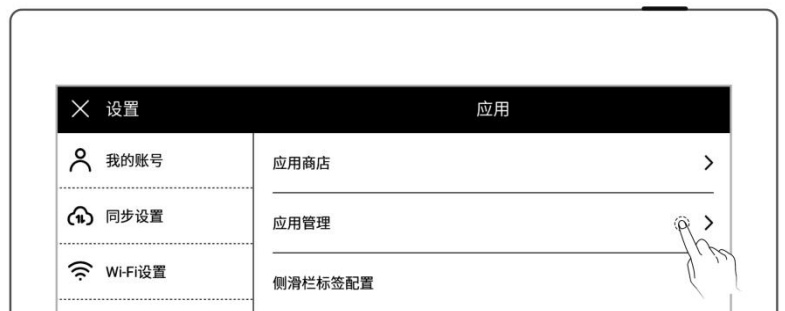 设置
应用
我的账号
应用商店
同步设置
应用管理
Wi-Fi设置
侧滑栏标签配置